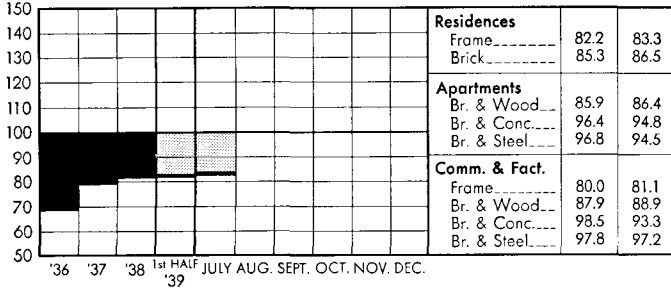 150
140
130
120
110
100
90
80
70
60
50
'36 '37 '38 1st HALF '39 JULY AUG. SEPT. OCT. NOV. DEC.
Residences
Frame 82.2 83.3
Brick 85.3 86.5
Apartments
Br. & Wood 85.9 86.4
Br. & Conc. 96.4 94.8
Br. & Steel 96.8 94.5
Comm. & Fact.
Frame 80.0 81.1
Br. & Wood 87.9 88.9
Br. & Conc. 98.5 93.3
Br. & Steel 97.8 97.2